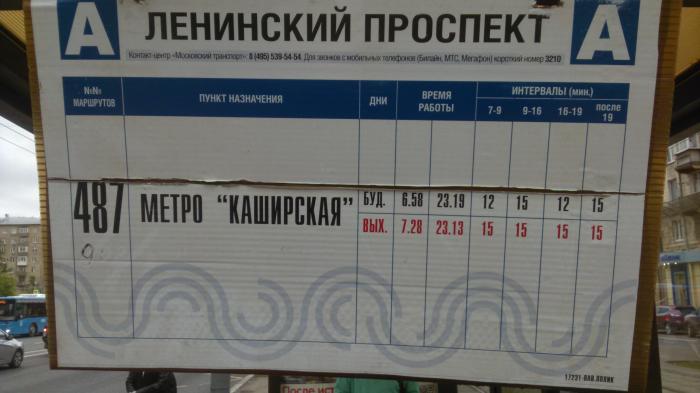 А ЛЕНИНСКИЙ ПРОСПЕКТ А
Контакт-центр «Московский транспорт» 8 (495) 539-54-54. Для звонков с мобильных телефонов (Билайн, МТС, Мегафон) короткий номер 3210
№№ МАРШРУТОВ ПУНКТ НАЗНАЧЕНИЯ ДНИ ВРЕМЯ РАБОТЫ ИНТЕРВАЛЫ (мин.)
7-9 9-16 16-19 после 19
487 МЕТРО "КАШИРСКАЯ" БУД. 6.58 23.19 12 15 12 15
ВЫХ. 7.28 23.13 15 15 15 15
После